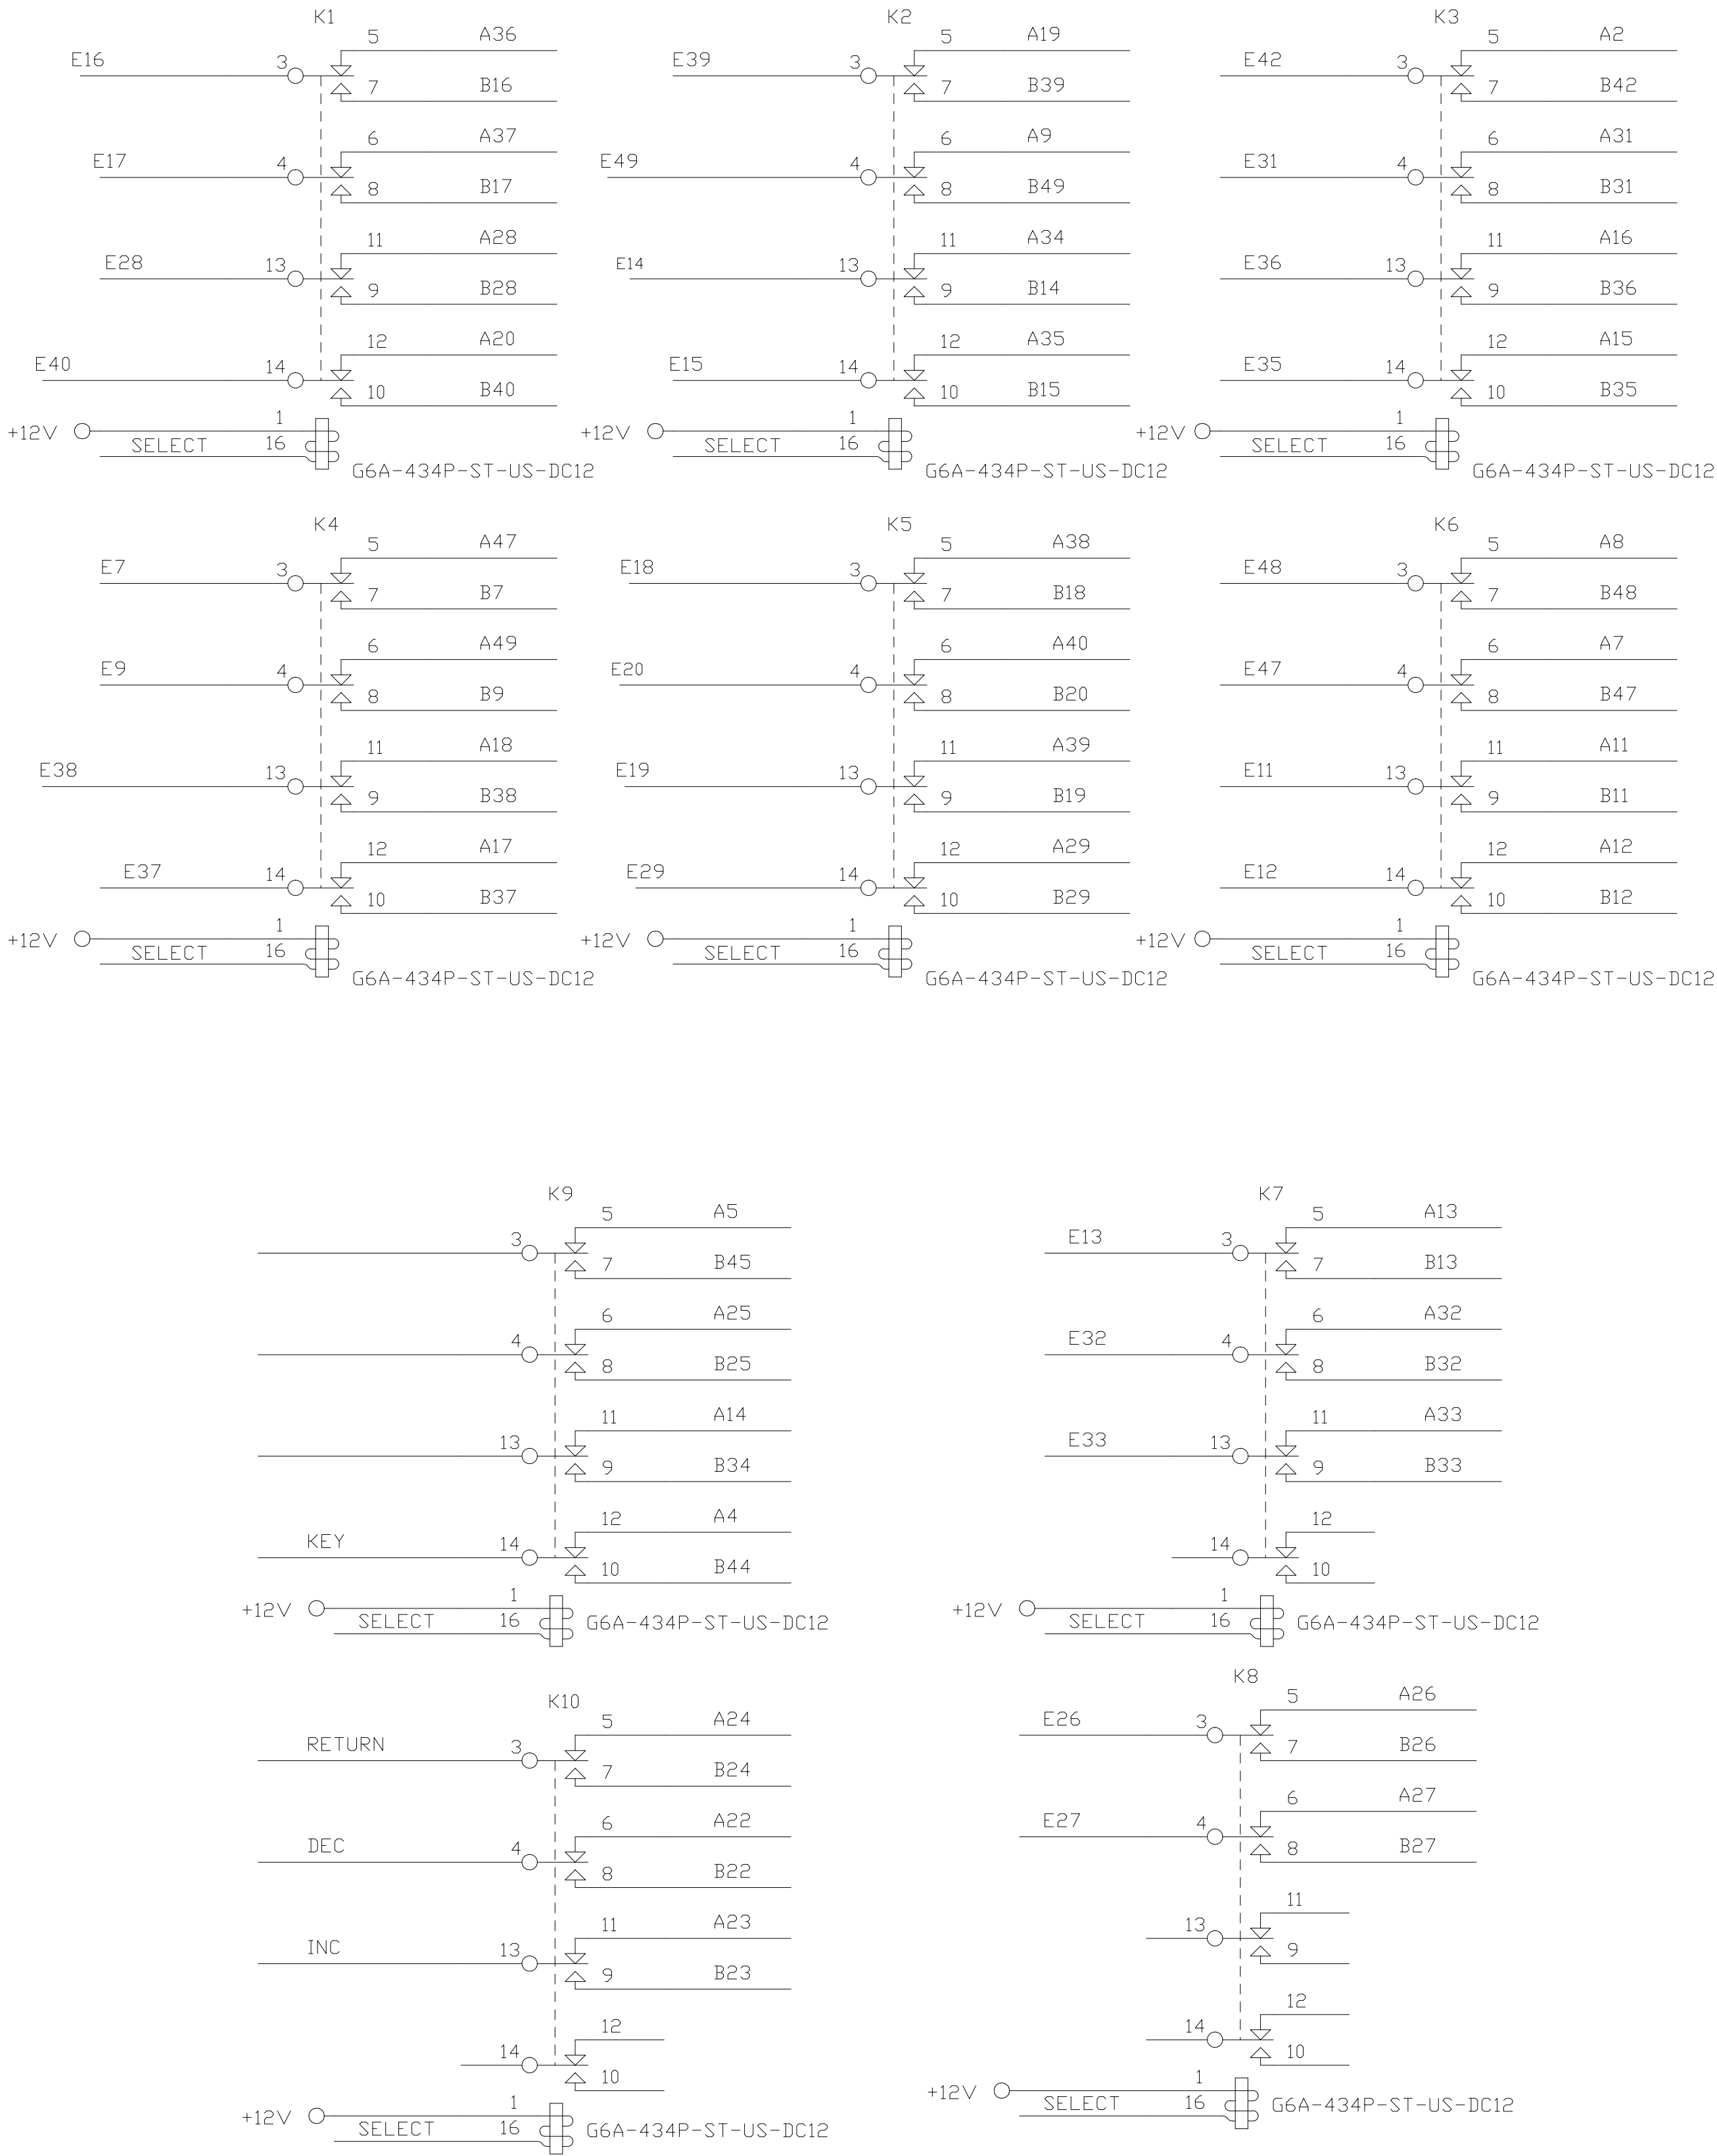 K1
5 A36
E16 3
7 B16
6 A37
E17 4
8 B17
11 A28
E28 13
9 B28
12 A20
E40 14
10 B40
+12V 1
SELECT 16
G6A-434P-ST-US-DC12
K2
5 A19
E39 3
7 B39
6 A9
E49 4
8 B49
11 A34
E14 13
9 B14
12 A35
E15 14
10 B15
+12V 1
SELECT 16
G6A-434P-ST-US-DC12
K3
5 A2
E42 3
7 B42
6 A31
E31 4
8 B31
11 A16
E36 13
9 B36
12 A15
E35 14
10 B35
+12V 1
SELECT 16
G6A-434P-ST-US-DC12
K4
5 A47
E7 3
7 B7
6 A49
E9 4
8 B9
11 A18
E38 13
9 B38
12 A17
E37 14
10 B37
+12V 1
SELECT 16
G6A-434P-ST-US-DC12
K5
5 A38
E18 3
7 B18
6 A40
E20 4
8 B20
11 A39
E19 13
9 B19
12 A29
E29 14
10 B29
+12V 1
SELECT 16
G6A-434P-ST-US-DC12
K6
5 A8
E48 3
7 B48
6 A7
E47 4
8 B47
11 A11
E11 13
9 B11
12 A12
E12 14
10 B12
+12V 1
SELECT 16
G6A-434P-ST-US-DC12
K9
5 A5
3
7 B45
6 A25
4
8 B25
11 A14
13
9 B34
12 A4
KEY 14
10 B44
+12V 1
SELECT 16
G6A-434P-ST-US-DC12
K7
5 A13
E13 3
7 B13
6 A32
E32 4
8 B32
11 A33
E33 13
9 B33
12
14
10
+12V 1
SELECT 16
G6A-434P-ST-US-DC12
K10
5 A24
RETURN 3
7 B24
6 A22
DEC 4
8 B22
11 A23
INC 13
9 B23
12
14
10
+12V 1
SELECT 16
G6A-434P-ST-US-DC12
K8
5 A26
E26 3
7 B26
6 A27
E27 4
8 B27
11
13
9
12
14
10
+12V 1
SELECT 16
G6A-434P-ST-US-DC12